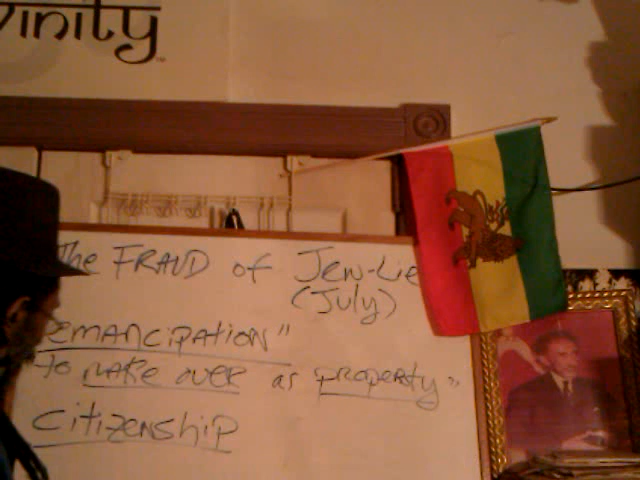 vinity
The FRAUD of Jew-Lie
(July)
"EMANCIPATION"
To make over as property"
Citizenship